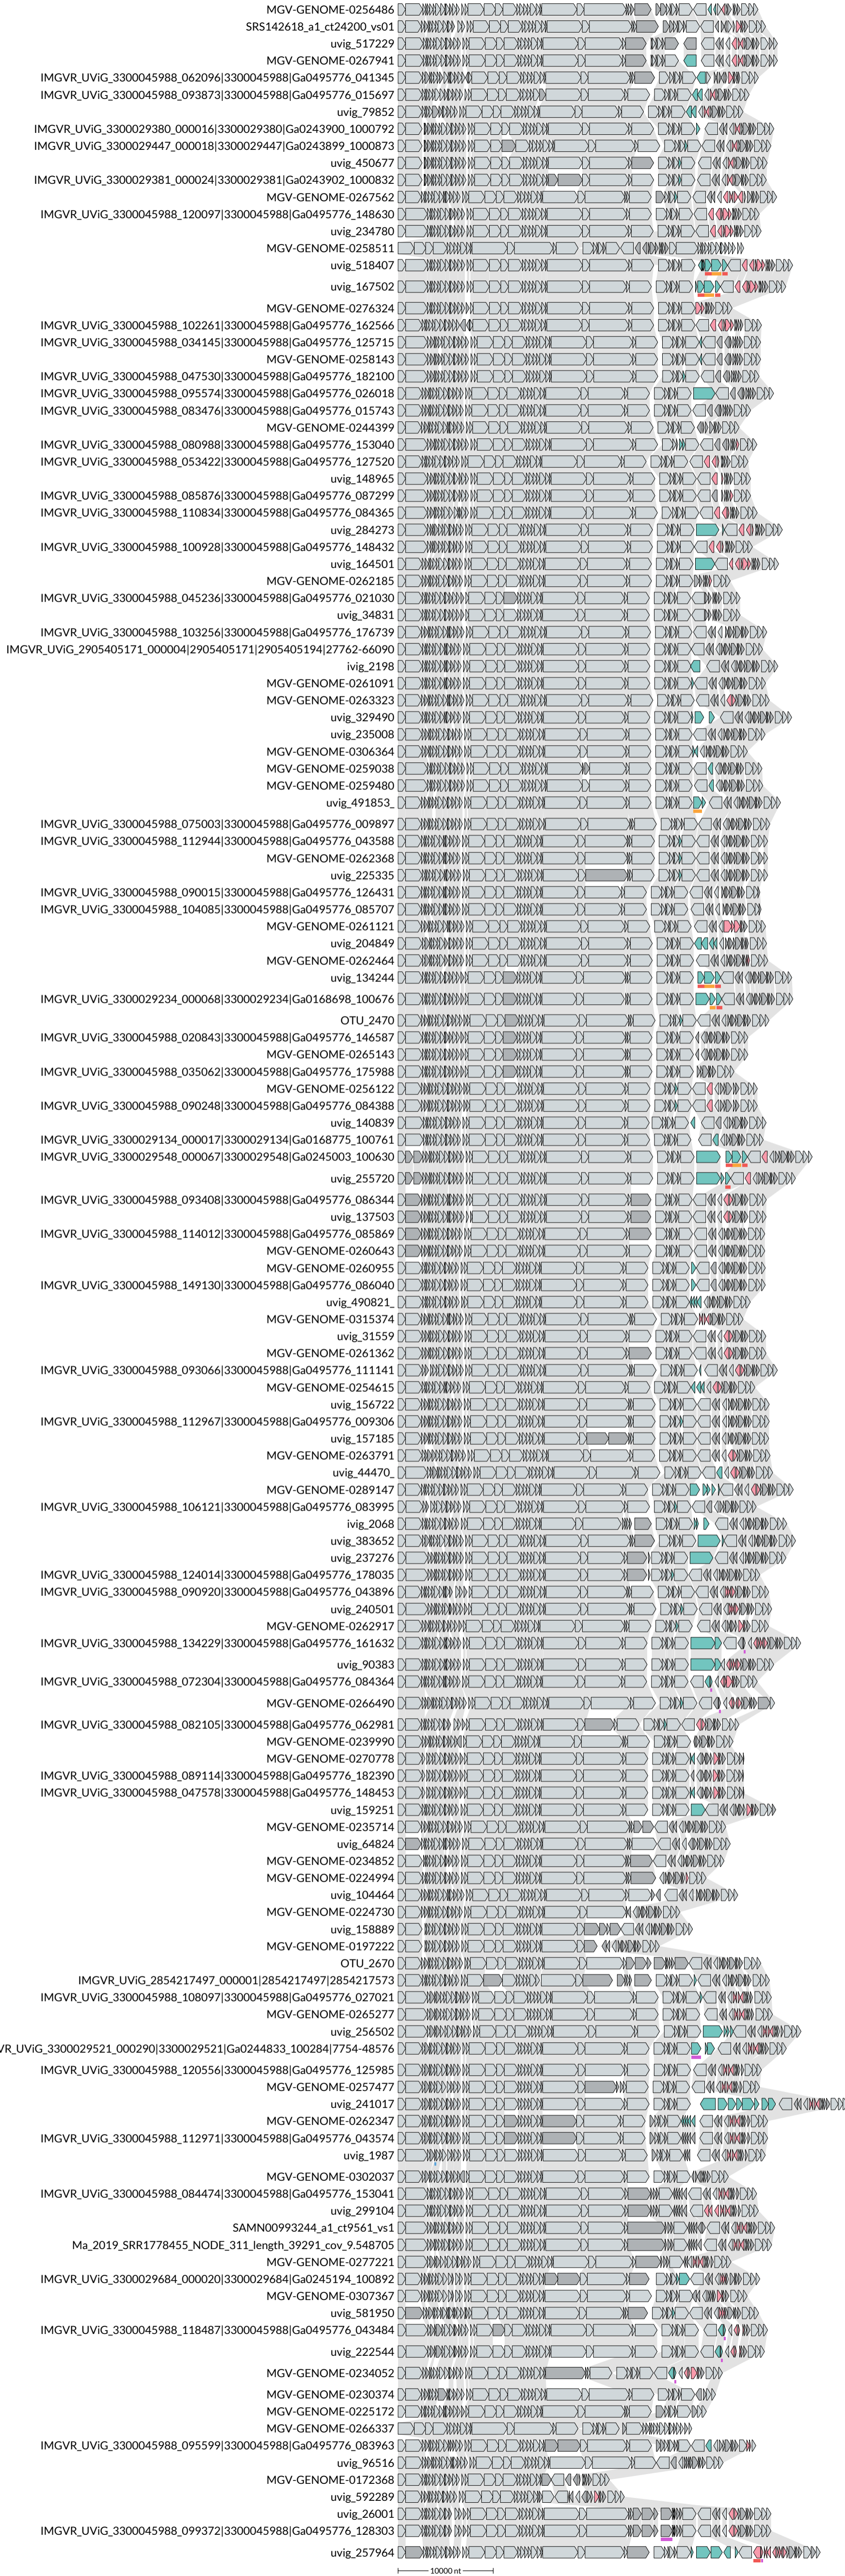 MGV-GENOME-0256486
SRS142618_a1_ct24200_vs01
uvig_517229
MGV-GENOME-0267941
IMGVR_UViG_3300045988_062096|3300045988|Ga0495776_041345
IMGVR_UViG_3300045988_093873|3300045988|Ga0495776_015697
uvig_79852
IMGVR_UViG_3300029380_000016|3300029380|Ga0243900_1000792
IMGVR_UViG_3300029447_000018|3300029447|Ga0243899_1000873
uvig_450677
IMGVR_UViG_3300029381_000024|3300029381|Ga0243902_1000832
MGV-GENOME-0267562
IMGVR_UViG_3300045988_120097|3300045988|Ga0495776_148630
uvig_234780
MGV-GENOME-0258511
uvig_518407
uvig_167502
MGV-GENOME-0276324
IMGVR_UViG_3300045988_102261|3300045988|Ga0495776_162566
IMGVR_UViG_3300045988_034145|3300045988|Ga0495776_125715
MGV-GENOME-0258143
IMGVR_UViG_3300045988_047530|3300045988|Ga0495776_182100
IMGVR_UViG_3300045988_095574|3300045988|Ga0495776_026018
IMGVR_UViG_3300045988_083476|3300045988|Ga0495776_015743
MGV-GENOME-0244399
IMGVR_UViG_3300045988_080988|3300045988|Ga0495776_153040
IMGVR_UViG_3300045988_053422|3300045988|Ga0495776_127520
uvig_148965
IMGVR_UViG_3300045988_085876|3300045988|Ga0495776_087299
IMGVR_UViG_3300045988_110834|3300045988|Ga0495776_084365
uvig_284273
IMGVR_UViG_3300045988_100928|3300045988|Ga0495776_148432
uvig_164501
MGV-GENOME-0262185
IMGVR_UViG_3300045988_045236|3300045988|Ga0495776_021030
uvig_34831
IMGVR_UViG_3300045988_103256|3300045988|Ga0495776_176739
IMGVR_UViG_2905405171_000004|2905405171|2905405194|27762-66090
ivig_2198
MGV-GENOME-0261091
MGV-GENOME-0263323
uvig_329490
uvig_235008
MGV-GENOME-0306364
MGV-GENOME-0259038
MGV-GENOME-0259480
uvig_491853_
IMGVR_UViG_3300045988_075003|3300045988|Ga0495776_009897
IMGVR_UViG_3300045988_112944|3300045988|Ga0495776_043588
MGV-GENOME-0262368
uvig_225335
IMGVR_UViG_3300045988_090015|3300045988|Ga0495776_126431
IMGVR_UViG_3300045988_104085|3300045988|Ga0495776_085707
MGV-GENOME-0261121
uvig_204849
MGV-GENOME-0262464
uvig_134244
IMGVR_UViG_3300029234_000068|3300029234|Ga0168698_100676
OTU_2470
IMGVR_UViG_3300045988_020843|3300045988|Ga0495776_146587
MGV-GENOME-0265143
IMGVR_UViG_3300045988_035062|3300045988|Ga0495776_175988
MGV-GENOME-0256122
IMGVR_UViG_3300045988_090248|3300045988|Ga0495776_084388
uvig_140839
IMGVR_UViG_3300029134_000017|3300029134|Ga0168775_100761
IMGVR_UViG_3300029548_000067|3300029548|Ga0245003_100630
uvig_255720
IMGVR_UViG_3300045988_093408|3300045988|Ga0495776_086344
uvig_137503
IMGVR_UViG_3300045988_114012|3300045988|Ga0495776_085869
MGV-GENOME-0260643
MGV-GENOME-0260955
IMGVR_UViG_3300045988_149130|3300045988|Ga0495776_086040
uvig_490821_
MGV-GENOME-0315374
uvig_31559
MGV-GENOME-0261362
IMGVR_UViG_3300045988_093066|3300045988|Ga0495776_111141
MGV-GENOME-0254615
uvig_156722
IMGVR_UViG_3300045988_112967|3300045988|Ga0495776_009306
uvig_157185
MGV-GENOME-0263791
uvig_44470_
MGV-GENOME-0289147
IMGVR_UViG_3300045988_106121|3300045988|Ga0495776_083995
ivig_2068
uvig_383652
uvig_237276
IMGVR_UViG_3300045988_124014|3300045988|Ga0495776_178035
IMGVR_UViG_3300045988_090920|3300045988|Ga0495776_043896
uvig_240501
MGV-GENOME-0262917
IMGVR_UViG_3300045988_134229|3300045988|Ga0495776_161632
uvig_90383
IMGVR_UViG_3300045988_072304|3300045988|Ga0495776_084364
MGV-GENOME-0266490
IMGVR_UViG_3300045988_082105|3300045988|Ga0495776_062981
MGV-GENOME-0239990
MGV-GENOME-0270778
IMGVR_UViG_3300045988_089114|3300045988|Ga0495776_182390
IMGVR_UViG_3300045988_047578|3300045988|Ga0495776_148453
uvig_159251
MGV-GENOME-0235714
uvig_64824
MGV-GENOME-0234852
MGV-GENOME-0224994
uvig_104464
MGV-GENOME-0224730
uvig_158889
MGV-GENOME-0197222
OTU_2670
IMGVR_UViG_2854217497_000001|2854217497|2854217573
IMGVR_UViG_3300045988_108097|3300045988|Ga0495776_027021
MGV-GENOME-0265277
uvig_256502
VR_UViG_3300029521_000290|3300029521|Ga0244833_100284|7754-48576
IMGVR_UViG_3300045988_120556|3300045988|Ga0495776_125985
MGV-GENOME-0257477
uvig_241017
MGV-GENOME-0262347
IMGVR_UViG_3300045988_112971|3300045988|Ga0495776_043574
uvig_1987
MGV-GENOME-0302037
IMGVR_UViG_3300045988_084474|3300045988|Ga0495776_153041
uvig_299104
SAMN00993244_a1_ct9561_vs1
Ma_2019_SRR1778455_NODE_311_length_39291_cov_9.548705
MGV-GENOME-0277221
IMGVR_UViG_3300029684_000020|3300029684|Ga0245194_100892
MGV-GENOME-0307367
uvig_581950
IMGVR_UViG_3300045988_118487|3300045988|Ga0495776_043484
uvig_222544
MGV-GENOME-0234052
MGV-GENOME-0230374
MGV-GENOME-0225172
MGV-GENOME-0266337
IMGVR_UViG_3300045988_095599|3300045988|Ga0495776_083963
uvig_96516
MGV-GENOME-0172368
uvig_592289
uvig_26001
IMGVR_UViG_3300045988_099372|3300045988|Ga0495776_128303
uvig_257964
10000 nt